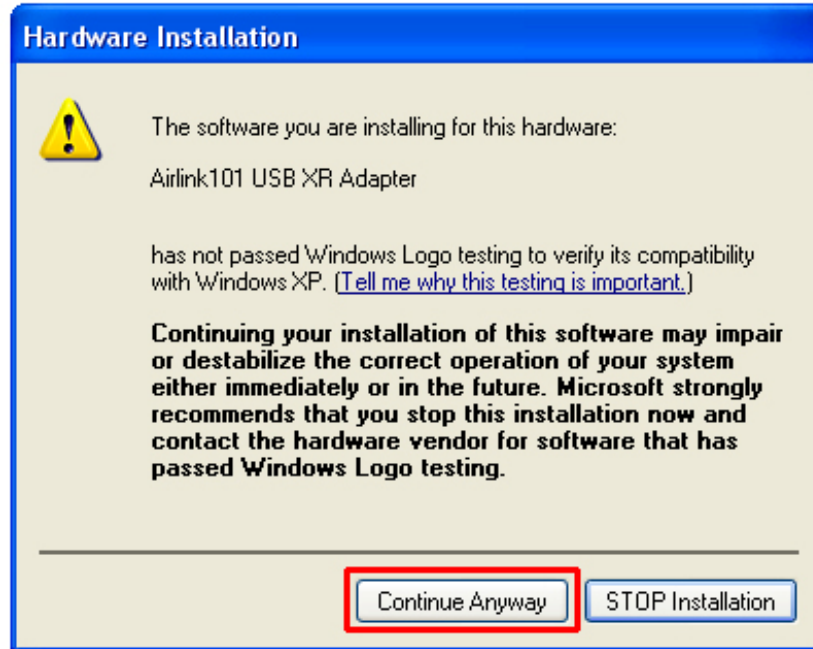 Hardware Installation
The software you are installing for this hardware:
Airlink101 USB XR Adapter
has not passed Windows Logo testing to verify its compatibility
with Windows XP. (Tell me why this testing is important.)
Continuing your installation of this software may impair
or destabilize the correct operation of your system
either immediately or in the future. Microsoft strongly
recommends that you stop this installation now and
contact the hardware vendor for software that has
passed Windows Logo testing.
Continue Anyway
STOP Installation